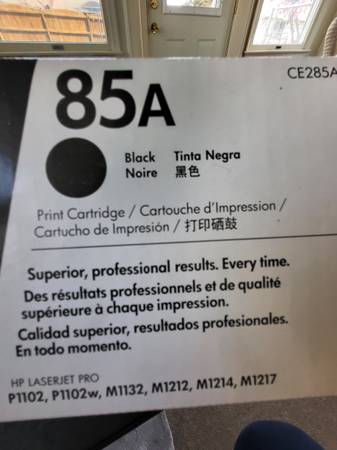 85A
CE285A
Black Tinta Negra
Noire 黑色
Print Cartridge / Cartouche d'Impression /
Cartucho de Impresión / 打印硒鼓
Superior, professional results. Every time.
Des résultats professionnels et de qualité
supérieure à chaque impression.
Calidad superior, resultados profesionales.
En todo momento.
HP LASERJET PRO
P1102, P1102w, M1132, M1212, M1214, M1217